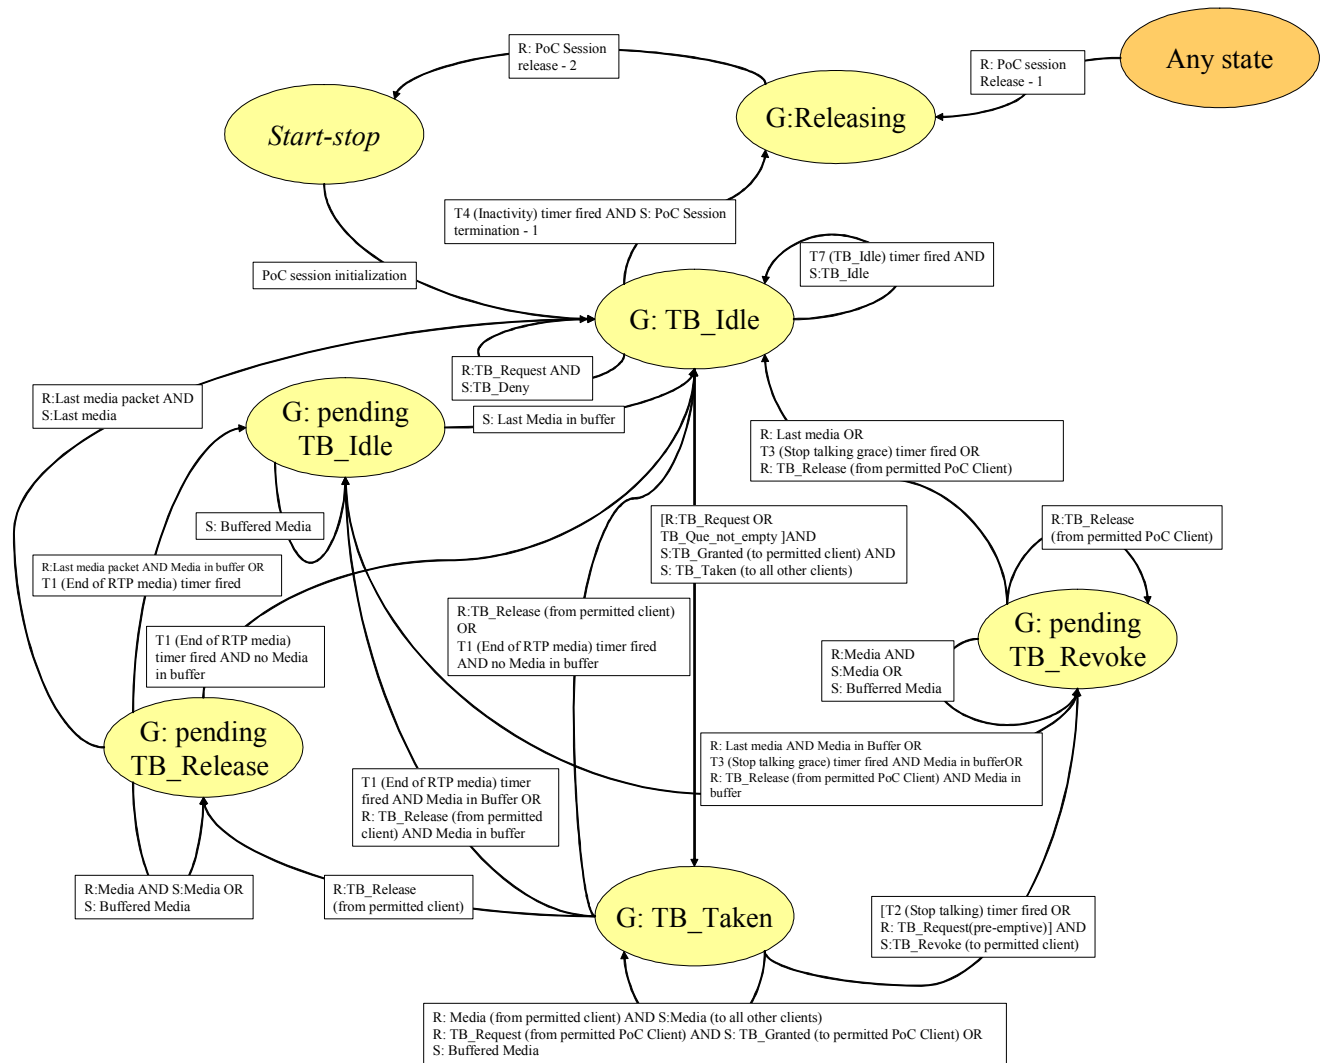 R: PoC Session
release - 2
R: PoC session
Release - 1
Any state
G:Releasing
Start-stop
T4 (Inactivity) timer fired AND S: PoC Session
termination - 1
T7 (TB_Idle) timer fired AND
S:TB_Idle
PoC session initialization
G: TB_Idle
R:TB_Request AND
S:TB_Deny
R:Last media packet AND
S:Last media
G: pending
TB_Idle
S: Last Media in buffer
R: Last media OR
T3 (Stop talking grace) timer fired OR
R: TB_Release (from permitted PoC Client)
S: Buffered Media
[R:TB_Request OR
TB_Que_not_empty ]AND
S:TB_Granted (to permitted client) AND
S: TB_Taken (to all other clients)
R:TB_Release
(from permitted PoC Client)
R:Last media packet AND Media in buffer OR
T1 (End of RTP media) timer fired
R:TB_Release (from permitted client)
OR
T1 (End of RTP media) timer fired
AND no Media in buffer
G: pending
TB_Revoke
T1 (End of RTP media)
timer fired AND no Media
in buffer
R:Media AND
S:Media OR
S: Bufferred Media
G: pending
TB_Release
R: Last media AND Media in Buffer OR
T3 (Stop talking grace) timer fired AND Media in bufferOR
R: TB_Release (from permitted PoC Client) AND Media in
buffer
T1 (End of RTP media) timer
fired AND Media in Buffer OR
R: TB_Release (from permitted
client) AND Media in buffer
R:Media AND S:Media OR
S: Buffered Media
R:TB_Release
(from permitted client)
G: TB_Taken
[T2 (Stop talking) timer fired OR
R: TB_Request(pre-emptive)] AND
S:TB_Revoke (to permitted client)
R: Media (from permitted client) AND S:Media (to all other clients)
R: TB_Request (from permitted PoC Client) AND S: TB_Granted (to permitted PoC Client) OR
S: Buffered Media